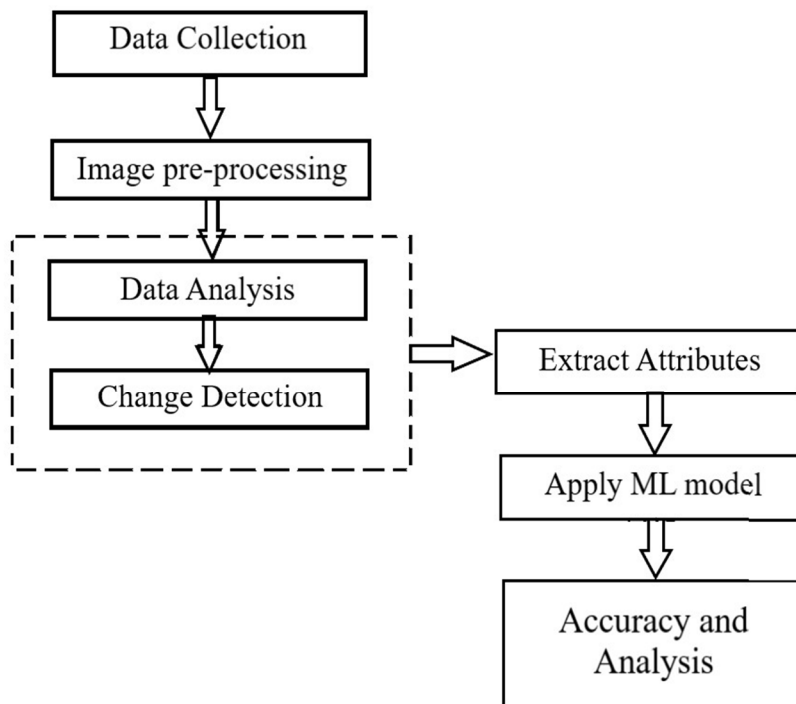 Data Collection
Image pre-processing
Data Analysis
Change Detection
Extract Attributes
Apply ML model
Accuracy and
Analysis